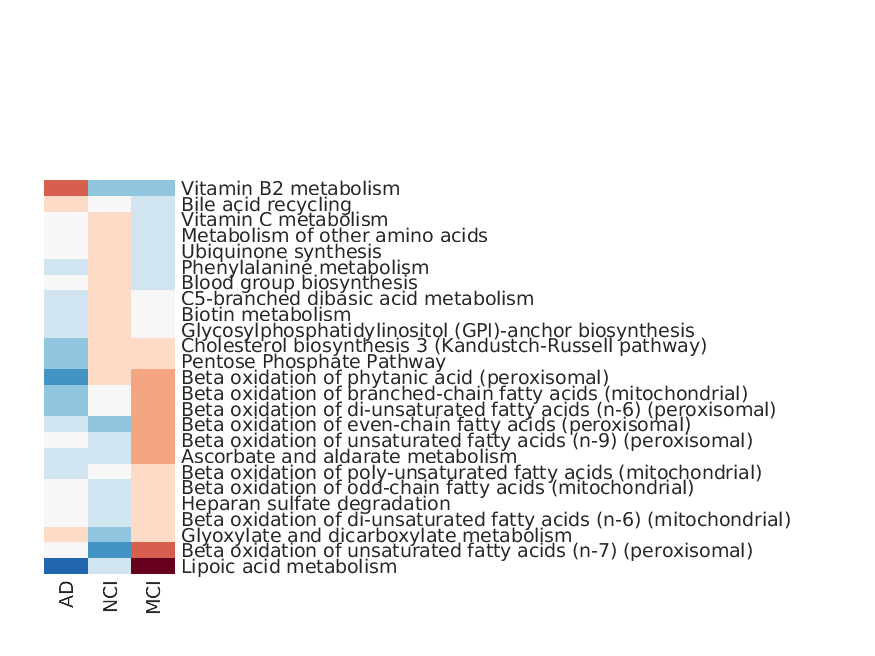 Vitamin B2 metabolism
Bile acid recycling
Vitamin C metabolism
Metabolism of other amino acids
Ubiquinone synthesis
Phenylalanine metabolism
Blood group biosynthesis
C5-branched dibasic acid metabolism
Biotin metabolism
Glycosylphosphatidylinositol (GPI)-anchor biosynthesis
Cholesterol biosynthesis 3 (Kandustch-Russell pathway)
Pentose Phosphate Pathway
Beta oxidation of phytanic acid (peroxisomal)
Beta oxidation of branched-chain fatty acids (mitochondrial)
Beta oxidation of di-unsaturated fatty acids (n-6) (peroxisomal)
Beta oxidation of even-chain fatty acids (peroxisomal)
Beta oxidation of unsaturated fatty acids (n-9) (peroxisomal)
Ascorbate and aldarate metabolism
Beta oxidation of poly-unsaturated fatty acids (mitochondrial)
Beta oxidation of odd-chain fatty acids (mitochondrial)
Heparan sulfate degradation
Beta oxidation of di-unsaturated fatty acids (n-6) (mitochondrial)
Glyoxylate and dicarboxylate metabolism
Beta oxidation of unsaturated fatty acids (n-7) (peroxisomal)
Lipoic acid metabolism
AD
NCI
MCI